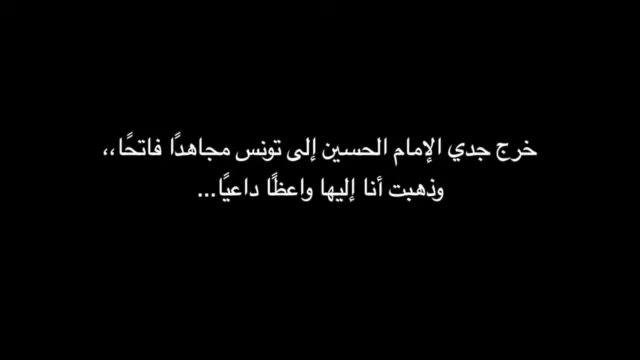 خرج جدي الإمام الحسين إلى تونس مجاهدًا فاتحًا،،
وذهبت أنا إليها واعظًا داعيًا...